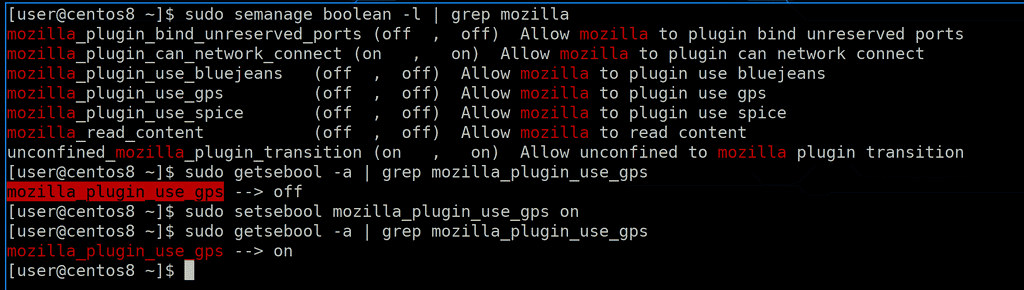 [user@centos8 ~]$ sudo semanage boolean -l | grep mozilla
mozilla_plugin_bind_unreserved_ports (off  ,  off)  Allow mozilla to plugin bind unreserved ports
mozilla_plugin_can_network_connect (on   ,   on)  Allow mozilla to plugin can network connect
mozilla_plugin_use_bluejeans   (off  ,  off)  Allow mozilla to plugin use bluejeans
mozilla_plugin_use_gps         (off  ,  off)  Allow mozilla to plugin use gps
mozilla_plugin_use_spice       (off  ,  off)  Allow mozilla to plugin use spice
mozilla_read_content           (off  ,  off)  Allow mozilla to read content
unconfined_mozilla_plugin_transition (on   ,   on)  Allow unconfined to mozilla plugin transition
[user@centos8 ~]$ sudo getsebool -a | grep mozilla_plugin_use_gps
mozilla_plugin_use_gps --> off
[user@centos8 ~]$ sudo setsebool mozilla_plugin_use_gps on
[user@centos8 ~]$ sudo getsebool -a | grep mozilla_plugin_use_gps
mozilla_plugin_use_gps --> on
[user@centos8 ~]$